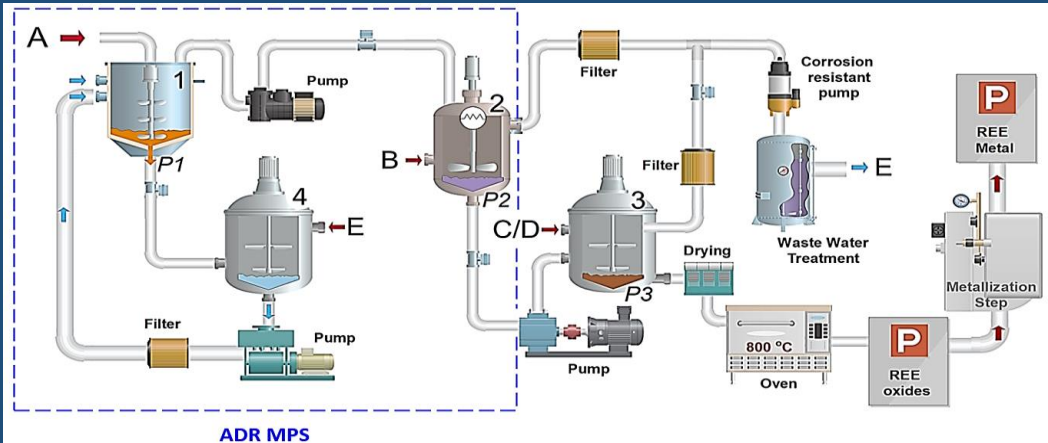 A
1
P1
Pump
2
B
P2
Filter
Corrosion
resistant
pump
E
Waste Water
Treatment
Filter
C/D
3
P3
4
E
Filter
Pump
Pump
Drying
800 °C
Oven
P
REE
oxides
Metallization
Step
P
REE
Metal
ADR MPS